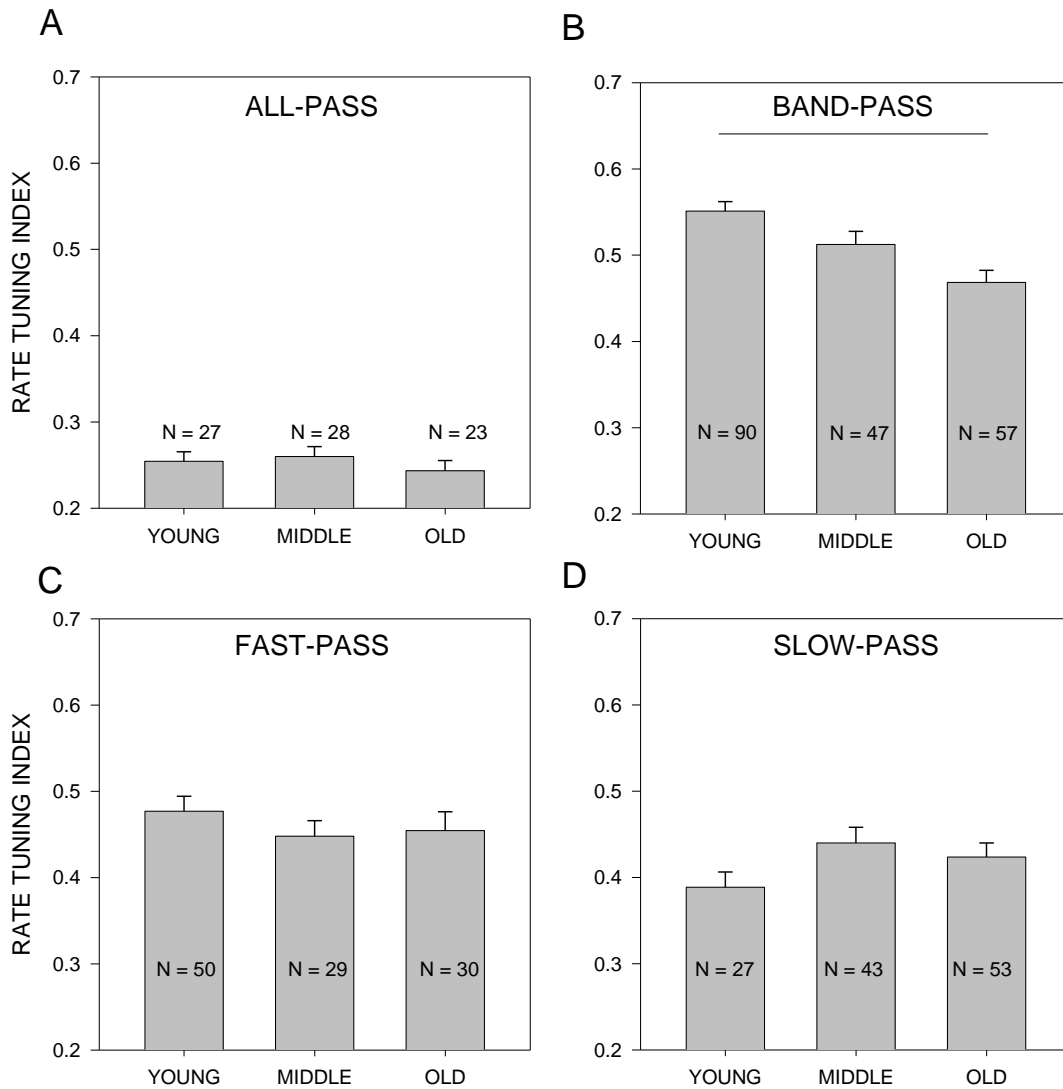 A
ALL-PASS
RATE TUNING INDEX
0.7
0.6
0.5
0.4
0.3
0.2
N = 27 N = 28 N = 23
YOUNG MIDDLE OLD
B
BAND-PASS
0.7
0.6
0.5
0.4
0.3
0.2
N = 90 N = 47 N = 57
YOUNG MIDDLE OLD
C
FAST-PASS
RATE TUNING INDEX
0.7
0.6
0.5
0.4
0.3
0.2
N = 50 N = 29 N = 30
YOUNG MIDDLE OLD
D
SLOW-PASS
0.7
0.6
0.5
0.4
0.3
0.2
N = 27 N = 43 N = 53
YOUNG MIDDLE OLD